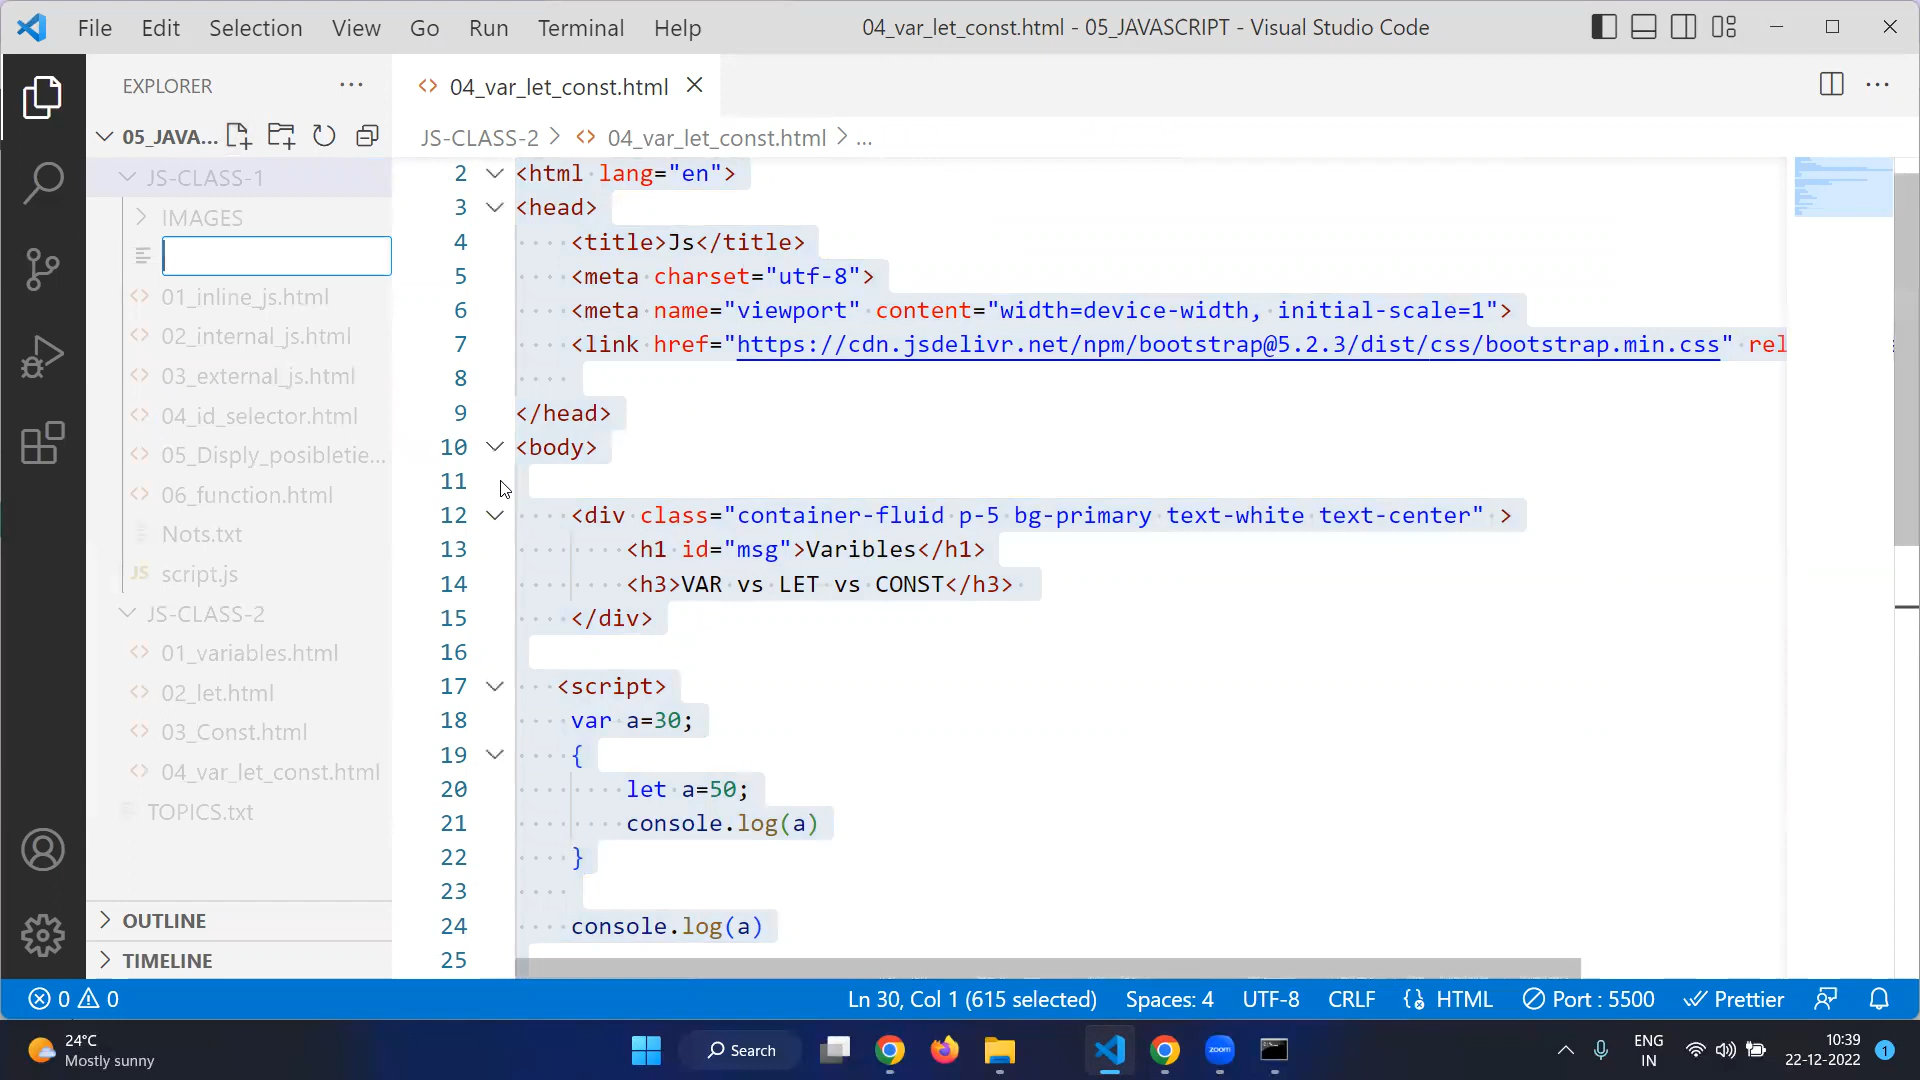 File Edit Selection View Go Run Terminal Help
04_var_let_const.html - 05_JAVASCRIPT - Visual Studio Code
EXPLORER
05_JAVA...
JS-CLASS-1
IMAGES
01_inline_js.html
02_internal_js.html
03_external_js.html
04_id_selector.html
05_Disply_posibletie...
06_function.html
Nots.txt
JS script.js
JS-CLASS-2
01_variables.html
02_let.html
03_Const.html
04_var_let_const.html
TOPICS.txt
OUTLINE
TIMELINE
04_var_let_const.html
JS-CLASS-2 > 04_var_let_const.html > ...
2 <html lang="en">
3 <head>
4 <title>Js</title>
5 <meta charset="utf-8">
6 <meta name="viewport" content="width=device-width, initial-scale=1">
7 <link href="https://cdn.jsdelivr.net/npm/bootstrap@5.2.3/dist/css/bootstrap.min.css" rel
8
9 </head>
10 <body>
11
12 <div class="container-fluid p-5 bg-primary text-white text-center" >
13 <h1 id="msg">Varibles</h1>
14 <h3>VAR vs LET vs CONST</h3>
15 </div>
16
17 <script>
18 var a=30;
19 {
20 let a=50;
21 console.log(a)
22 }
23
24 console.log(a)
25
0 0 Ln 30, Col 1 (615 selected) Spaces: 4 UTF-8 CRLF HTML Port : 5500 Prettier
24°C
Mostly sunny
Search
zoom
ENG
IN
10:39
22-12-2022
1